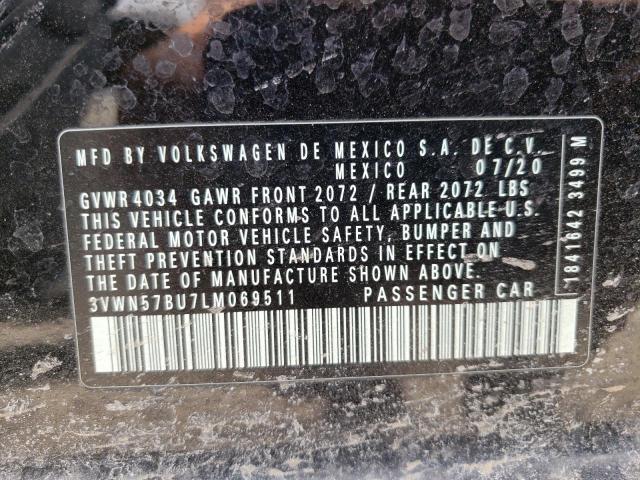 MFD BY VOLKSWAGEN DE MEXICO S.A. DE C.V.
MEXICO 07/20
GVWR 4034 GAWR FRONT 2072 / REAR 2072 LBS
THIS VEHICLE CONFORMS TO ALL APPLICABLE U.S.
FEDERAL MOTOR VEHICLE SAFETY, BUMPER AND
THEFT PREVENTION STANDARDS IN EFFECT ON
THE DATE OF MANUFACTURE SHOWN ABOVE.
3VWN57BU7LM069511 PASSENGER CAR
1841642 3499 M